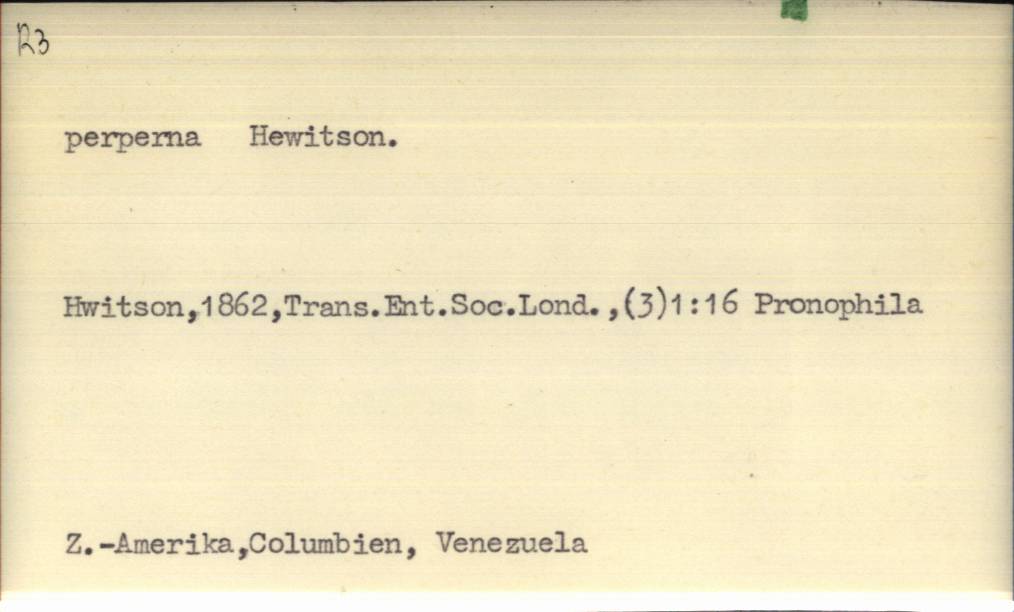 R3
perperna Hewitson.
Hwitson,1862,Trans.Ent.Soc.Lond.,(3)1:16 Pronophila
Z.-Amerika,Columbien, Venezuela